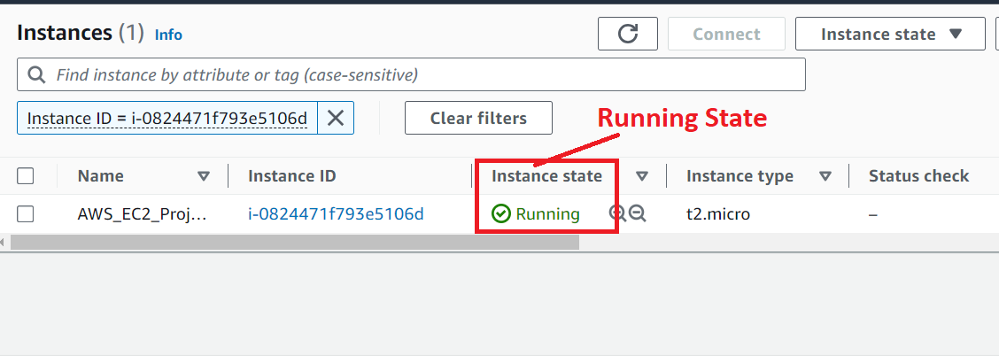 Instances (1) Info
Connect
Instance state
Find instance by attribute or tag (case-sensitive)
Instance ID = i-0824471f793e5106d
Clear filters
Running State
Name Instance ID Instance state Instance type Status check
AWS_EC2_Proj... i-0824471f793e5106d Running t2.micro –